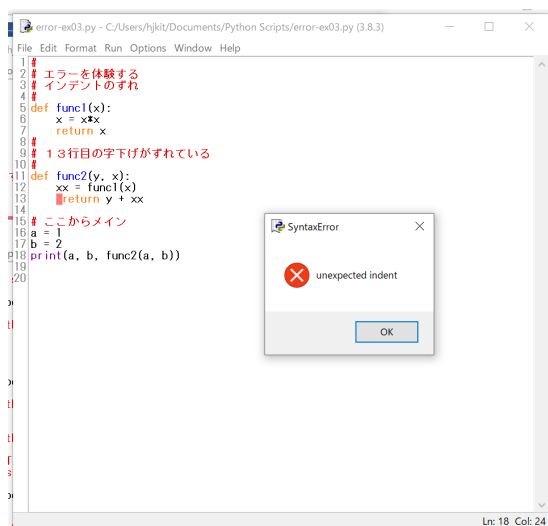 error-ex03.py - C:/Users/hjkit/Documents/Python Scripts/error-ex03.py (3.8.3)
File Edit Format Run Options Window Help
1 #
2 # エラーを体験する
3 # インデントのずれ
4 #
5 def func1(x):
6     x = x*x
7     return x
8 #
9 # １３行目の字下げがずれている
10 #
11 def func2(y, x):
12     xx = func1(x)
13      return y + xx
14
15 # ここからメイン
16 a = 1
17 b = 2
18 print(a, b, func2(a, b))
19
20
SyntaxError
unexpected indent
OK
Ln: 18 Col: 24